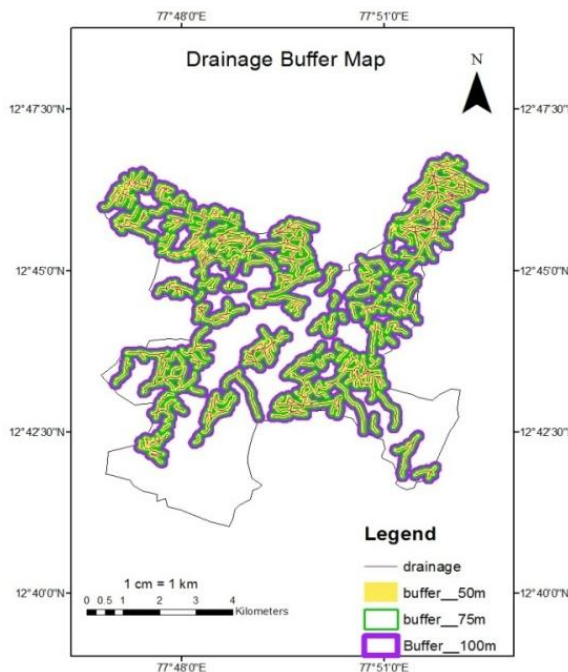 77°48'0"E 77°51'0"E
Drainage Buffer Map
N
12°47'30"N 12°47'30"N
12°45'0"N 12°45'0"N
12°42'30"N 12°42'30"N
Legend
drainage
1 cm = 1 km
buffer__50m
12°40'0"N 12°40'0"N
0 0.5 1 2 3 4
Kilometers
buffer__75m
Buffer__100m
77°48'0"E 77°51'0"E